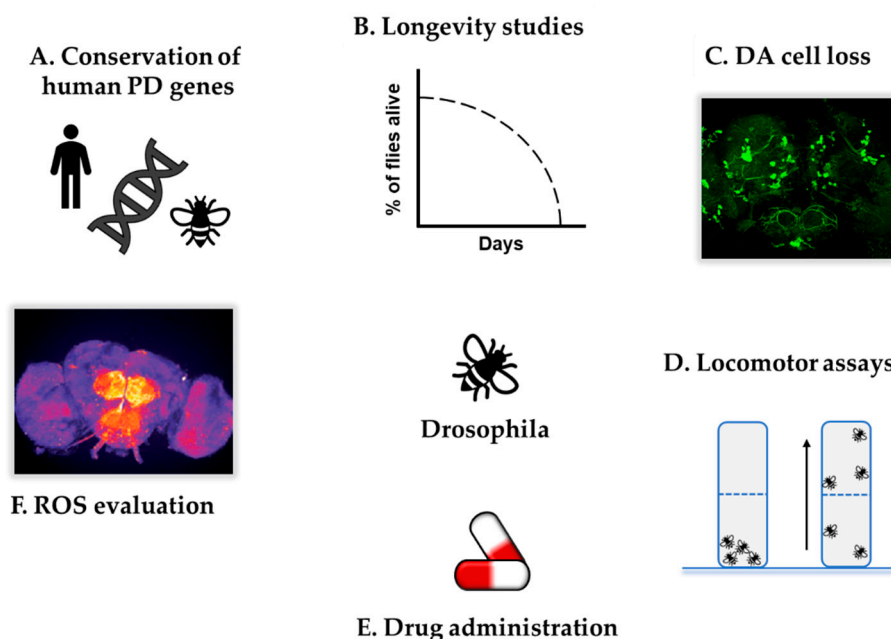 A. Conservation of
human PD genes
B. Longevity studies
% of flies alive
Days
C. DA cell loss
Drosophila
D. Locomotor assays
F. ROS evaluation
E. Drug administration